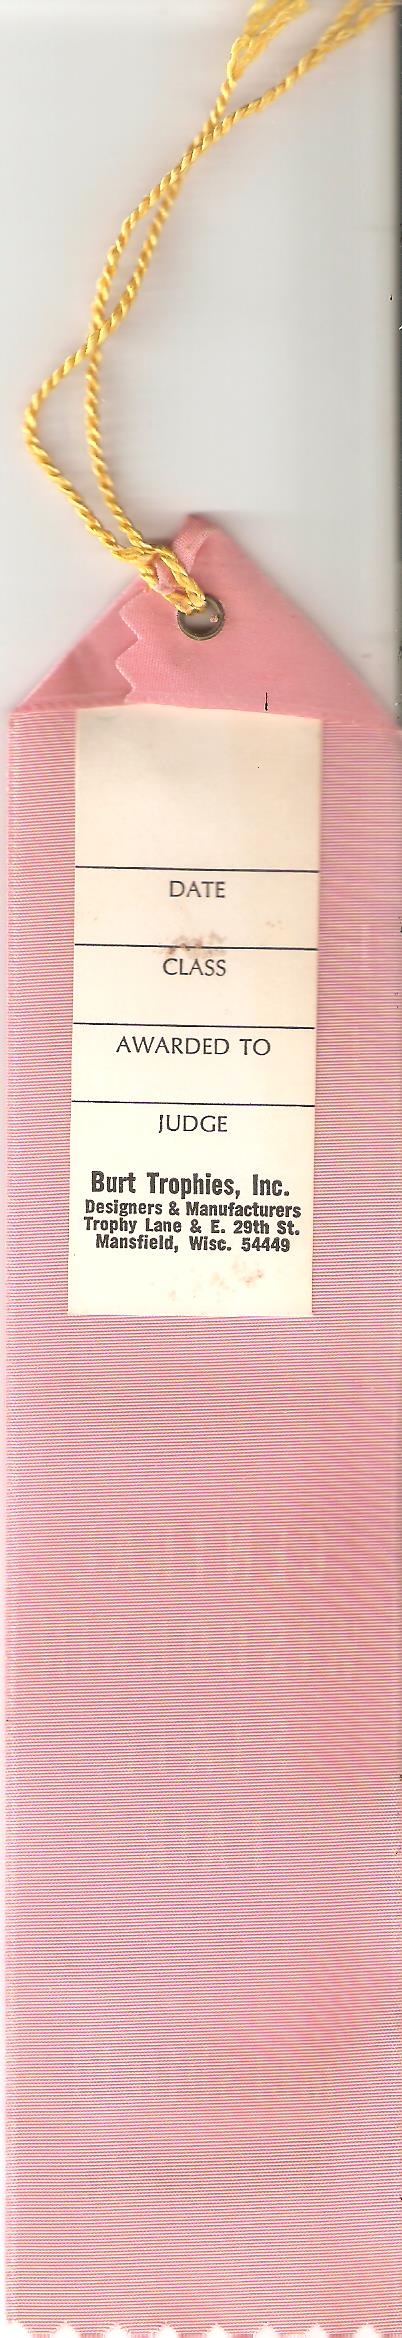 DATE
CLASS
AWARDED TO
JUDGE
Burt Trophies, Inc.
Designers & Manufacturers
Trophy Lane & E. 29th St.
Mansfield, Wisc. 54449